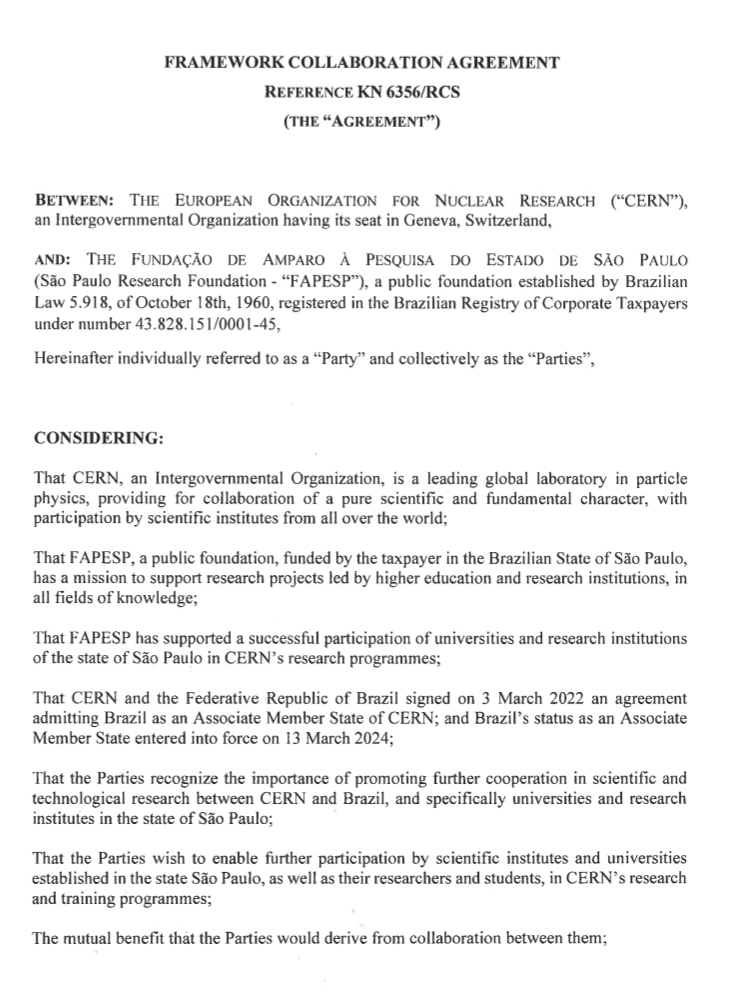 FRAMEWORK COLLABORATION AGREEMENT
REFERENCE KN 6356/RCS
(THE “AGREEMENT”)
BETWEEN: THE EUROPEAN ORGANIZATION FOR NUCLEAR RESEARCH (“CERN”),
an Intergovernmental Organization having its seat in Geneva, Switzerland,
AND: THE FUNDAÇÃO DE AMPARO À PESQUISA DO ESTADO DE SÃO PAULO
(São Paulo Research Foundation - “FAPESP”), a public foundation established by Brazilian
Law 5.918, of October 18th, 1960, registered in the Brazilian Registry of Corporate Taxpayers
under number 43.828.151/0001-45,
Hereinafter individually referred to as a “Party” and collectively as the “Parties”,
CONSIDERING:
That CERN, an Intergovernmental Organization, is a leading global laboratory in particle
physics, providing for collaboration of a pure scientific and fundamental character, with
participation by scientific institutes from all over the world;
That FAPESP, a public foundation, funded by the taxpayer in the Brazilian State of São Paulo,
has a mission to support research projects led by higher education and research institutions, in
all fields of knowledge;
That FAPESP has supported a successful participation of universities and research institutions
of the state of São Paulo in CERN’s research programmes;
That CERN and the Federative Republic of Brazil signed on 3 March 2022 an agreement
admitting Brazil as an Associate Member State of CERN; and Brazil’s status as an Associate
Member State entered into force on 13 March 2024;
That the Parties recognize the importance of promoting further cooperation in scientific and
technological research between CERN and Brazil, and specifically universities and research
institutes in the state of São Paulo;
That the Parties wish to enable further participation by scientific institutes and universities
established in the state São Paulo, as well as their researchers and students, in CERN’s research
and training programmes;
The mutual benefit that the Parties would derive from collaboration between them;